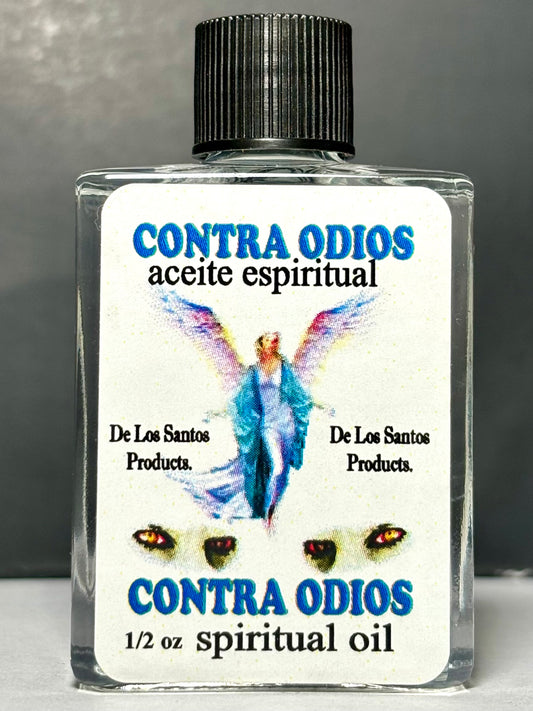 CONTRA ODIOS
aceite espiritual
De Los Santos
Products.
De Los Santos
Products.
CONTRA ODIOS
1/2 oz spiritual oil